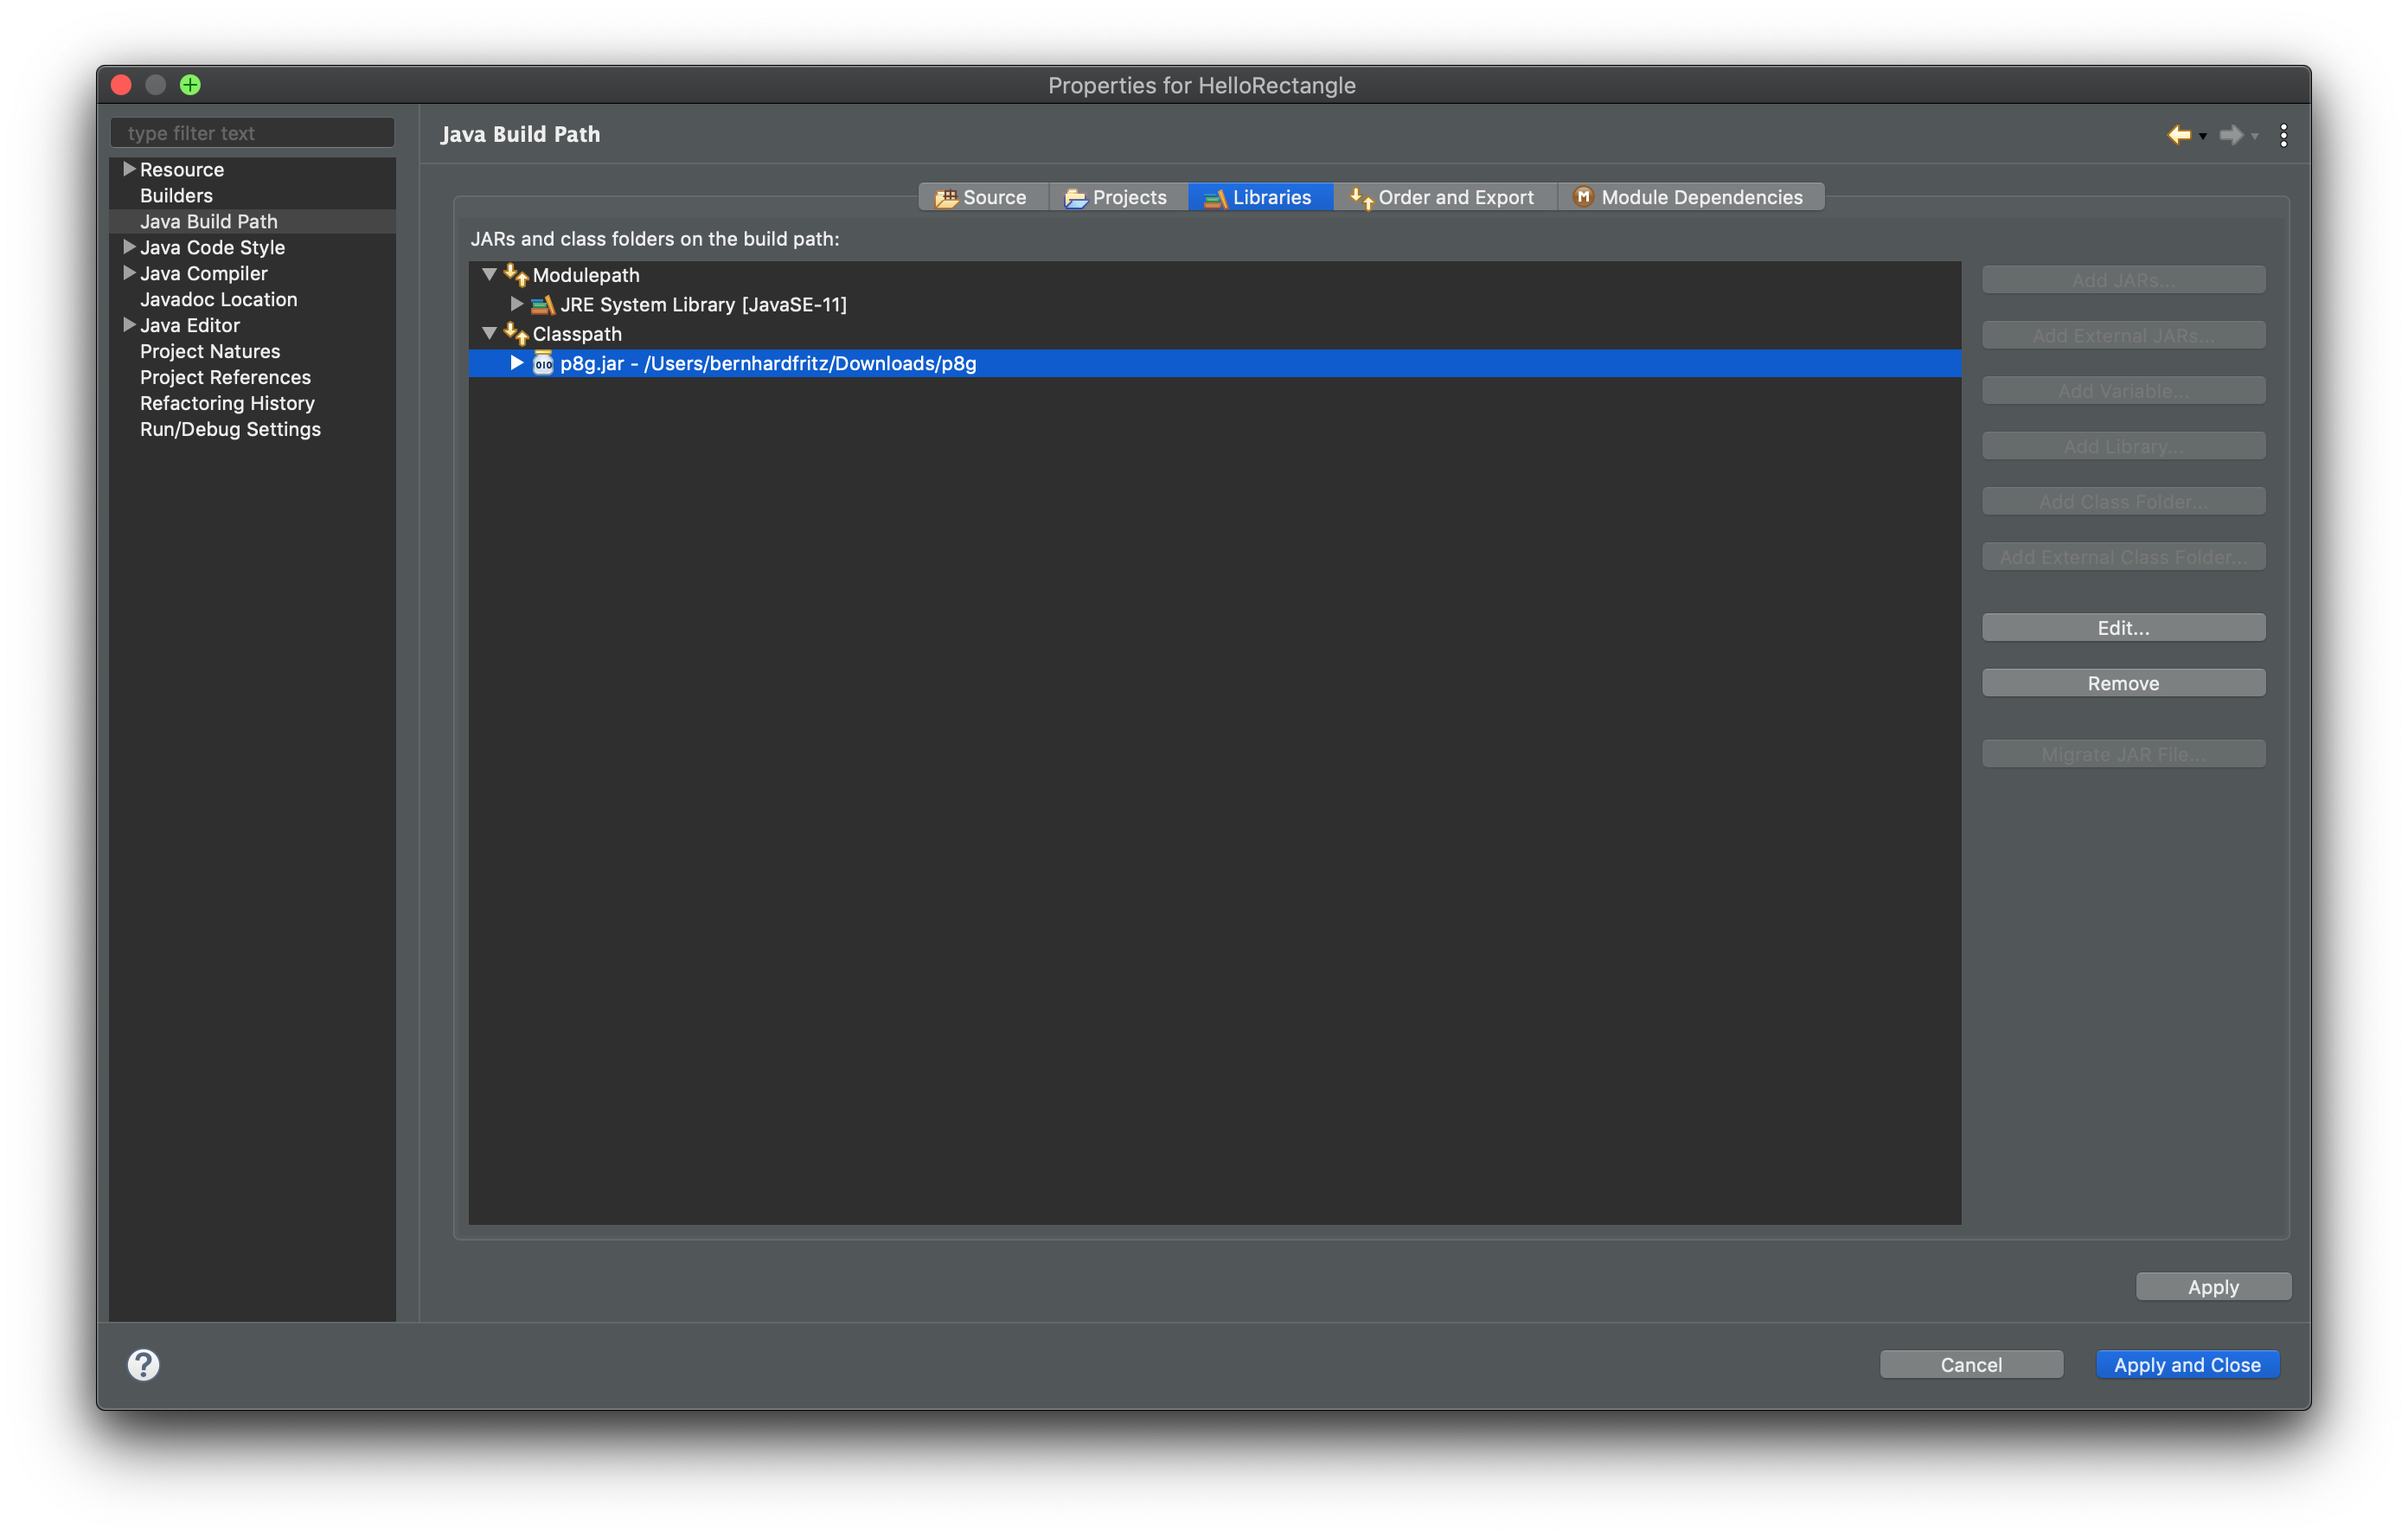 Properties for HelloRectangle
type filter text
Resource
Builders
Java Build Path
Java Code Style
Java Compiler
Javadoc Location
Java Editor
Project Natures
Project References
Refactoring History
Run/Debug Settings
Java Build Path
Source
Projects
Libraries
Order and Export
M Module Dependencies
JARs and class folders on the build path:
Modulepath
JRE System Library [JavaSE-11]
Classpath
010 p8g.jar - /Users/bernhardfritz/Downloads/p8g
Add JARs...
Add External JARs...
Add Variable...
Add Library...
Add Class Folder...
Add External Class Folder...
Edit...
Remove
Migrate JAR File...
Apply
?
Cancel
Apply and Close